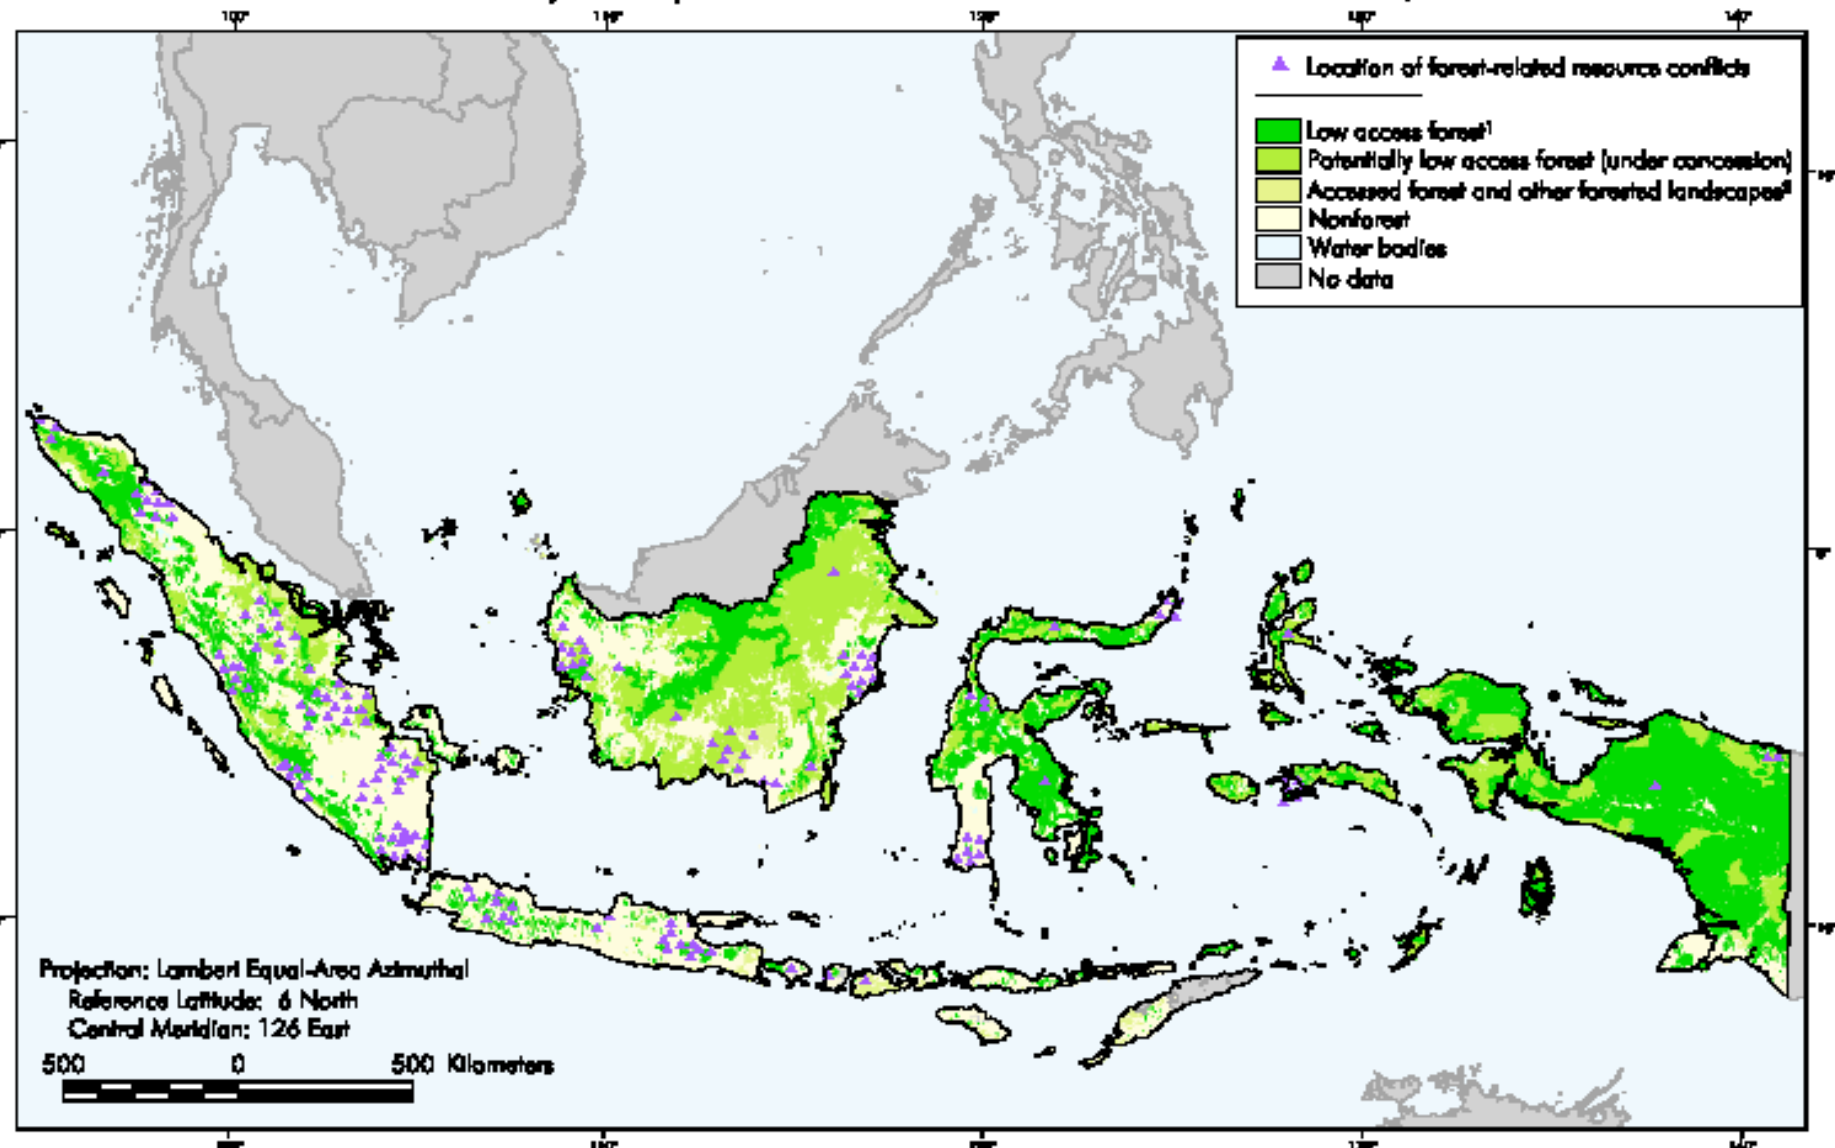 Location of forest-related resource conflicts
Low access forest¹
Potentially low access forest (under concession)
Accessed forest and other forested landscapes²
Nonforest
Water bodies
No data
Projection: Lambert Equal-Area Azimuthal
Reference Latitude: 6 North
Central Meridian: 126 East
500 0 500 Kilometers